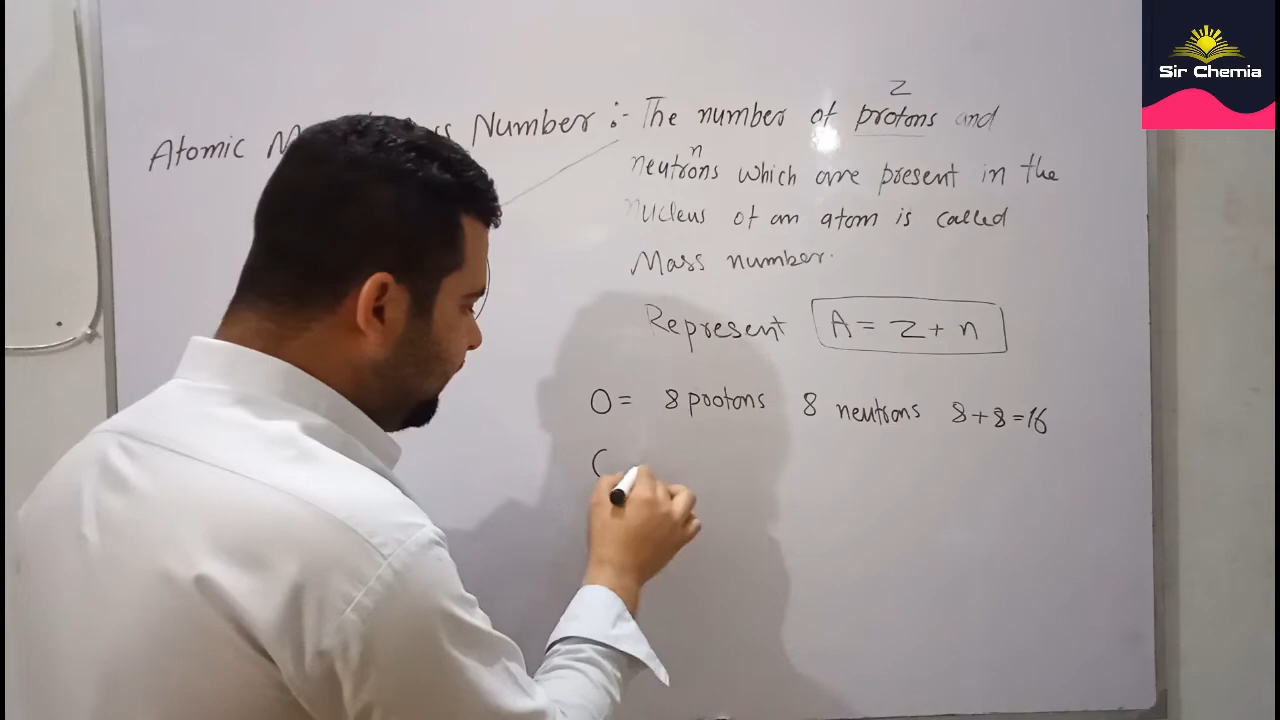 Sir Chemia
Z
Atomic Number :- The number of protons and
n
neutrons which are present in the
nucleus of an atom is called
Mass number.
Represent A = Z + n
O = 8 protons 8 neutrons 8+8=16
C